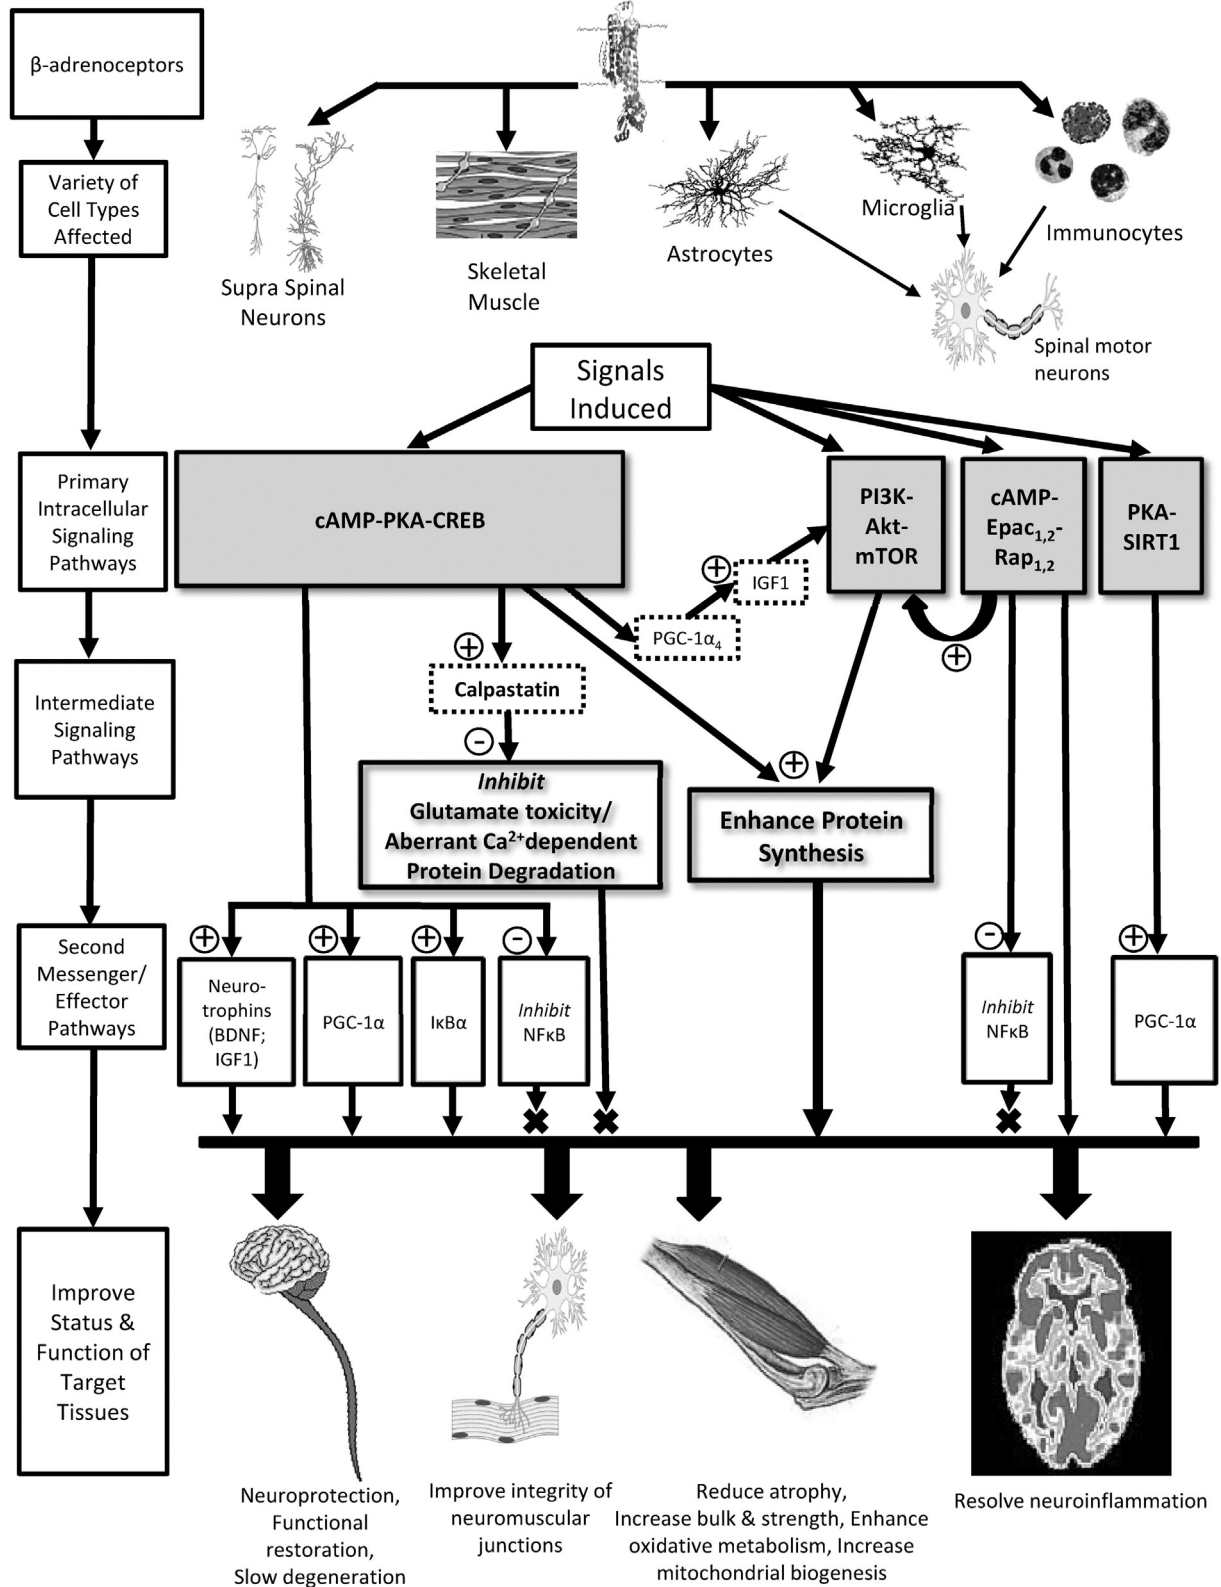 β-adrenoceptors
Variety of
Cell Types
Affected
Supra Spinal
Neurons
Skeletal
Muscle
Astrocytes
Microglia
Immunocytes
Spinal motor
neurons
Signals
Induced
Primary
Intracellular
Signaling
Pathways
cAMP-PKA-CREB
PI3K-
Akt-
mTOR
cAMP-
Epac1,2-
Rap1,2
PKA-
SIRT1
+
IGF1
PGC-1α4
+
+
Calpastatin
-
Intermediate
Signaling
Pathways
Inhibit
Glutamate toxicity/
Aberrant Ca²⁺dependent
Protein Degradation
+
Enhance Protein
Synthesis
Second
Messenger/
Effector
Pathways
+
Neuro-
trophins
(BDNF;
IGF1)
+
PGC-1α
+
IκBα
-
Inhibit
NFκB
-
Inhibit
NFκB
+
PGC-1α
Improve
Status &
Function of
Target
Tissues
Neuroprotection,
Functional
restoration,
Slow degeneration
Improve integrity of
neuromuscular
junctions
Reduce atrophy,
Increase bulk & strength, Enhance
oxidative metabolism, Increase
mitochondrial biogenesis
Resolve neuroinflammation